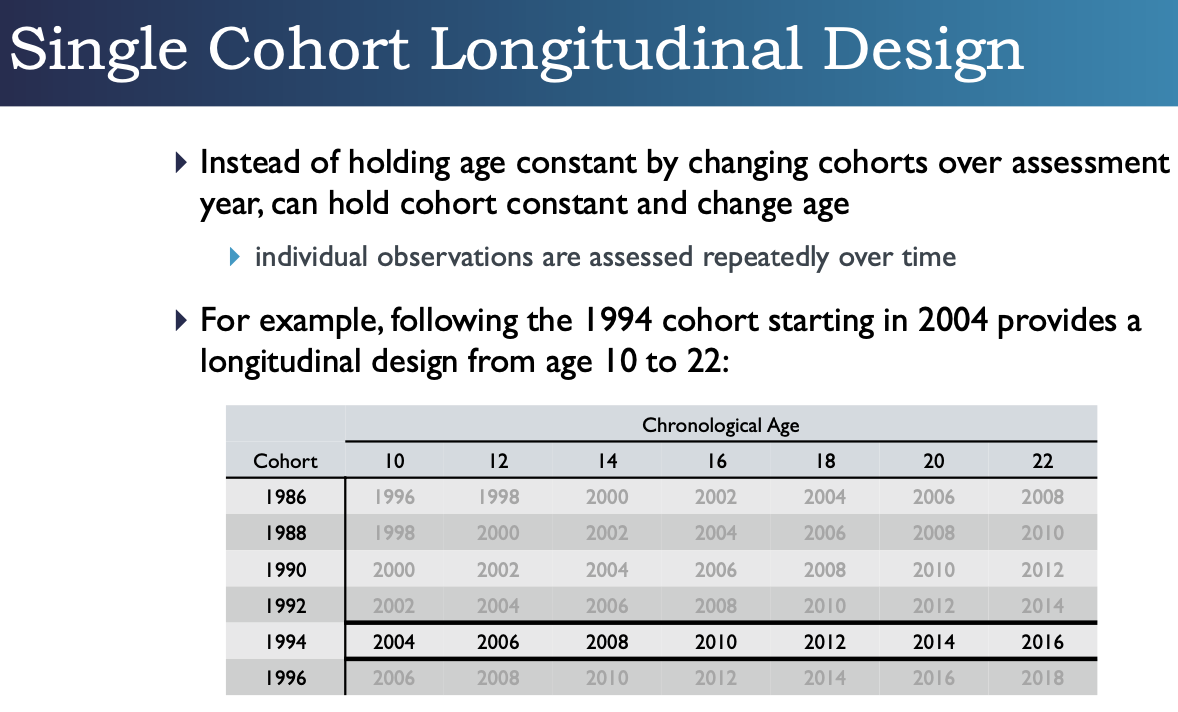 Single Cohort Longitudinal Design
Instead of holding age constant by changing cohorts over assessment
year, can hold cohort constant and change age
individual observations are assessed repeatedly over time
For example, following the 1994 cohort starting in 2004 provides a
longitudinal design from age 10 to 22:
Chronological Age
Cohort 10 12 14 16 18 20 22
1986 1996 1998 2000 2002 2004 2006 2008
1988 1998 2000 2002 2004 2006 2008 2010
1990 2000 2002 2004 2006 2008 2010 2012
1992 2002 2004 2006 2008 2010 2012 2014
1994 2004 2006 2008 2010 2012 2014 2016
1996 2006 2008 2010 2012 2014 2016 2018